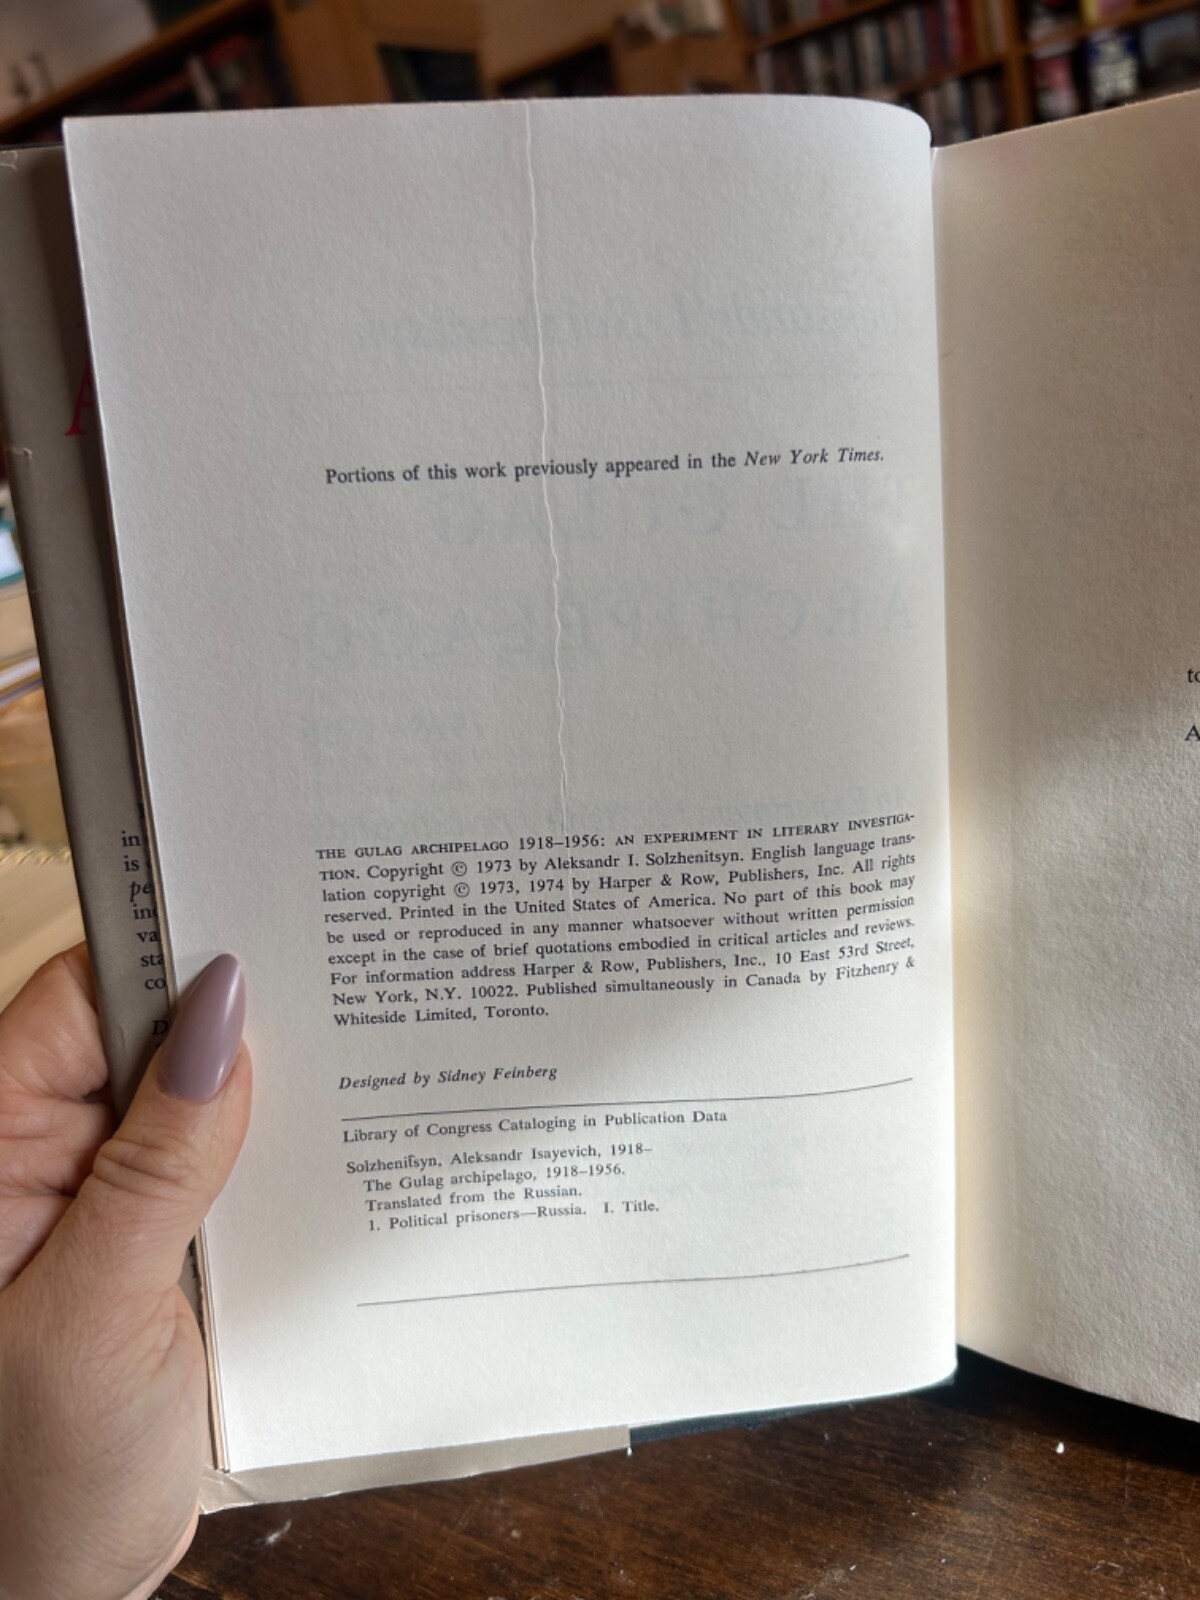 Portions of this work previously appeared in the New York Times.
THE GULAG ARCHIPELAGO 1918–1956: AN EXPERIMENT IN LITERARY INVESTIGA-
TION. Copyright © 1973 by Aleksandr I. Solzhenitsyn. English language trans-
lation copyright © 1973, 1974 by Harper & Row, Publishers, Inc. All rights
reserved. Printed in the United States of America. No part of this book may
be used or reproduced in any manner whatsoever without written permission
except in the case of brief quotations embodied in critical articles and reviews.
For information address Harper & Row, Publishers, Inc., 10 East 53rd Street,
New York, N.Y. 10022. Published simultaneously in Canada by Fitzhenry &
Whiteside Limited, Toronto.
Designed by Sidney Feinberg
Library of Congress Cataloging in Publication Data
Solzhenit͡syn, Aleksandr Isayevich, 1918–
The Gulag archipelago, 1918–1956.
Translated from the Russian.
1. Political prisoners—Russia. I. Title.